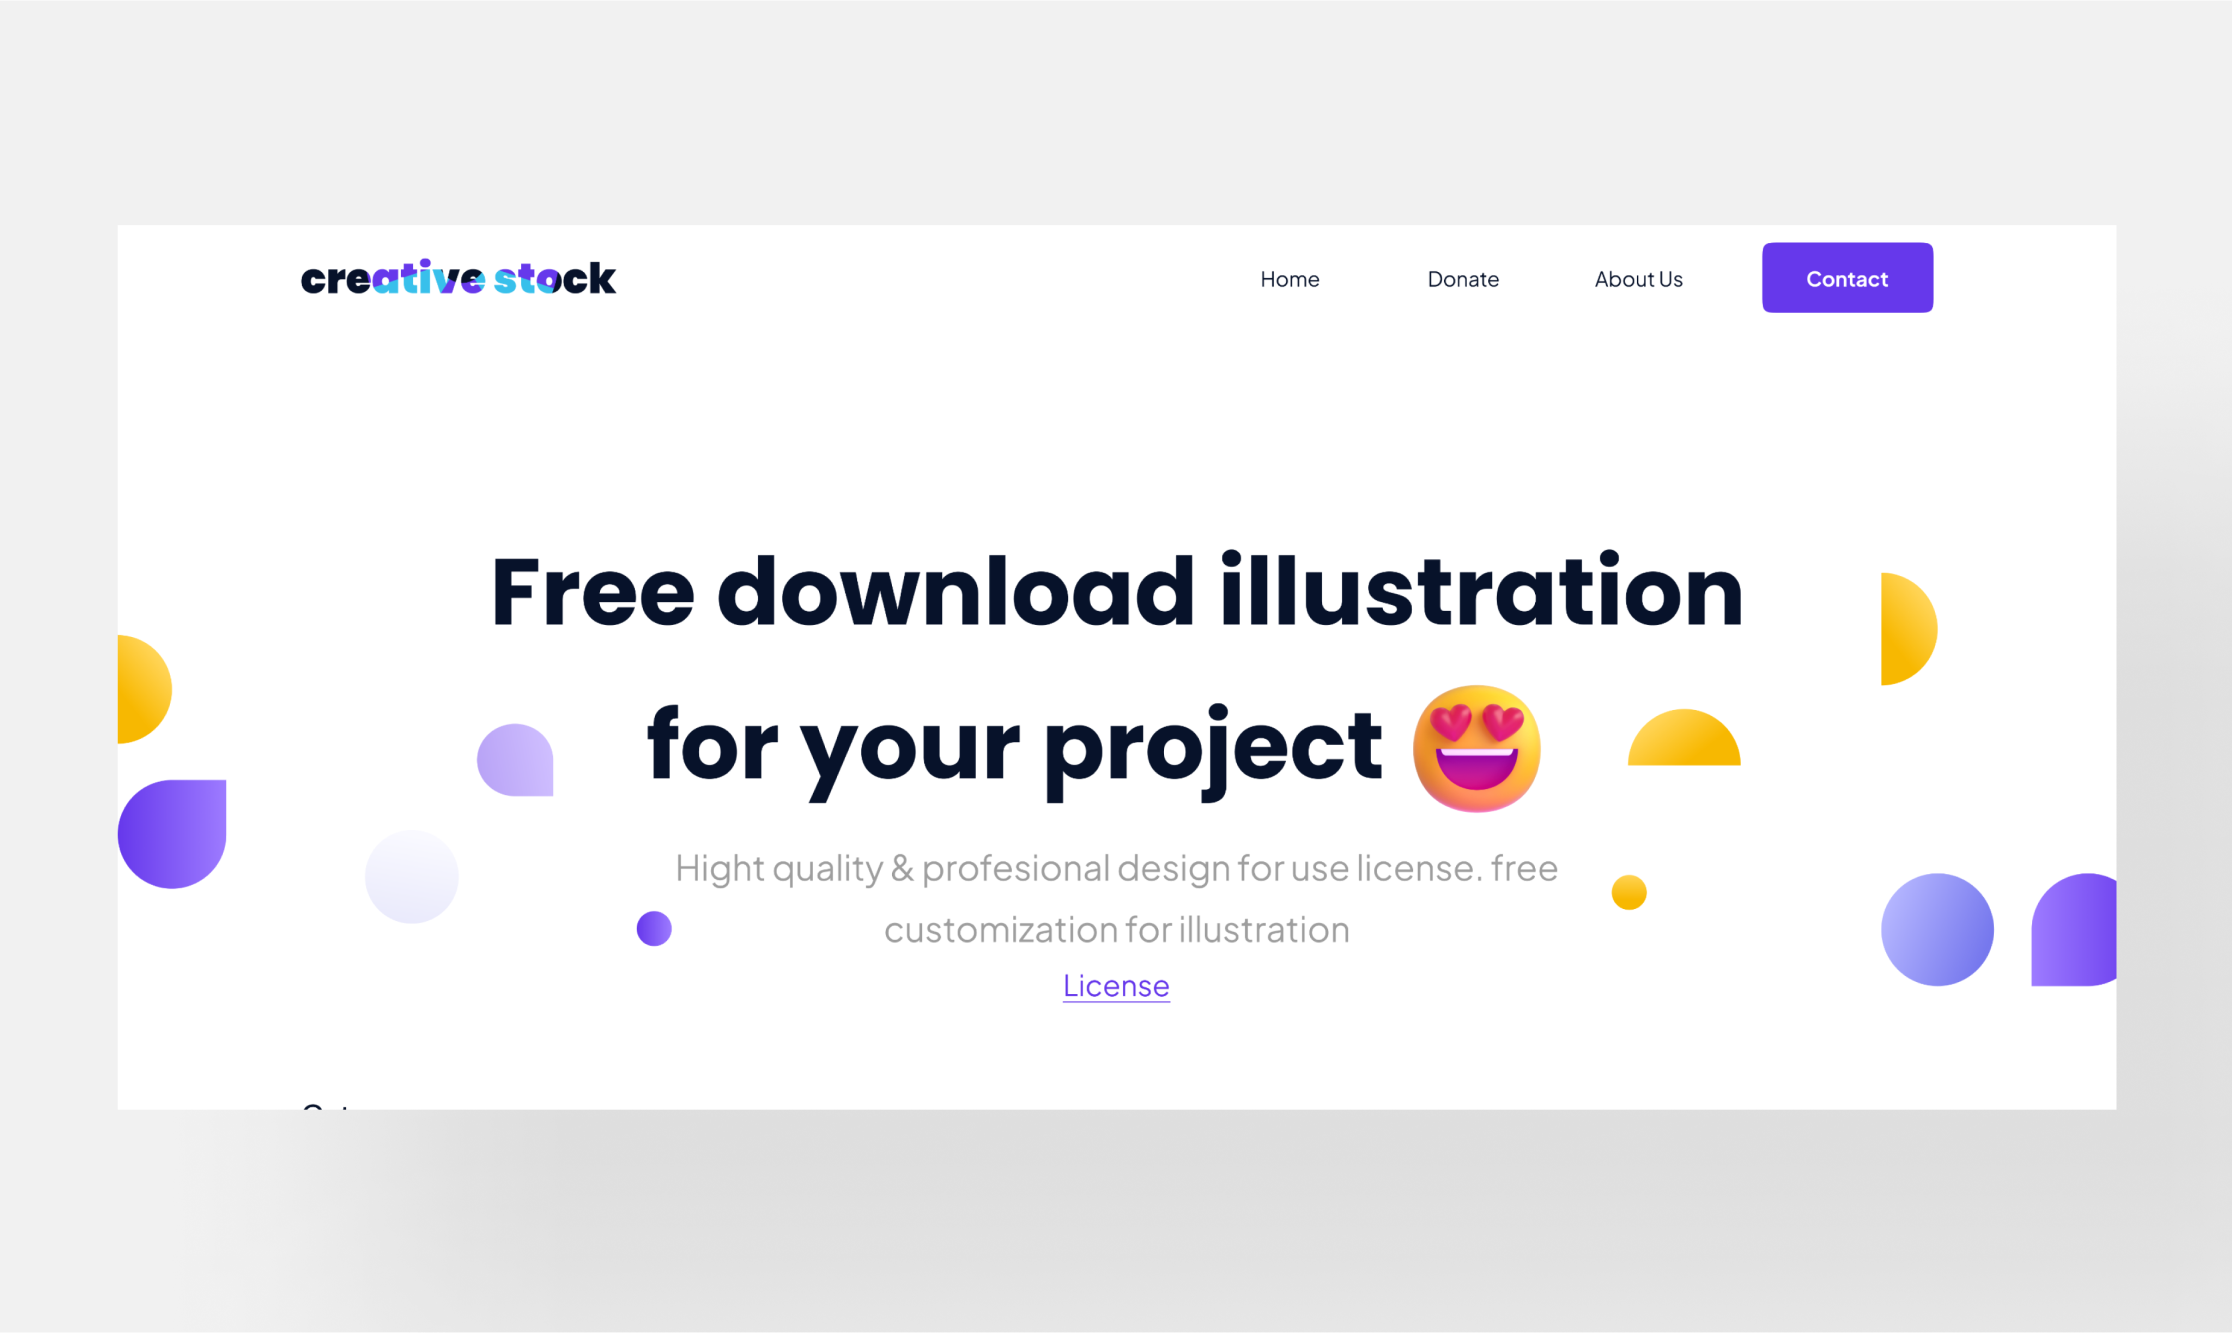 creative stock
Home
Donate
About Us
Contact
Free download illustration
for your project
Hight quality & profesional design for use license. free
customization for illustration
License